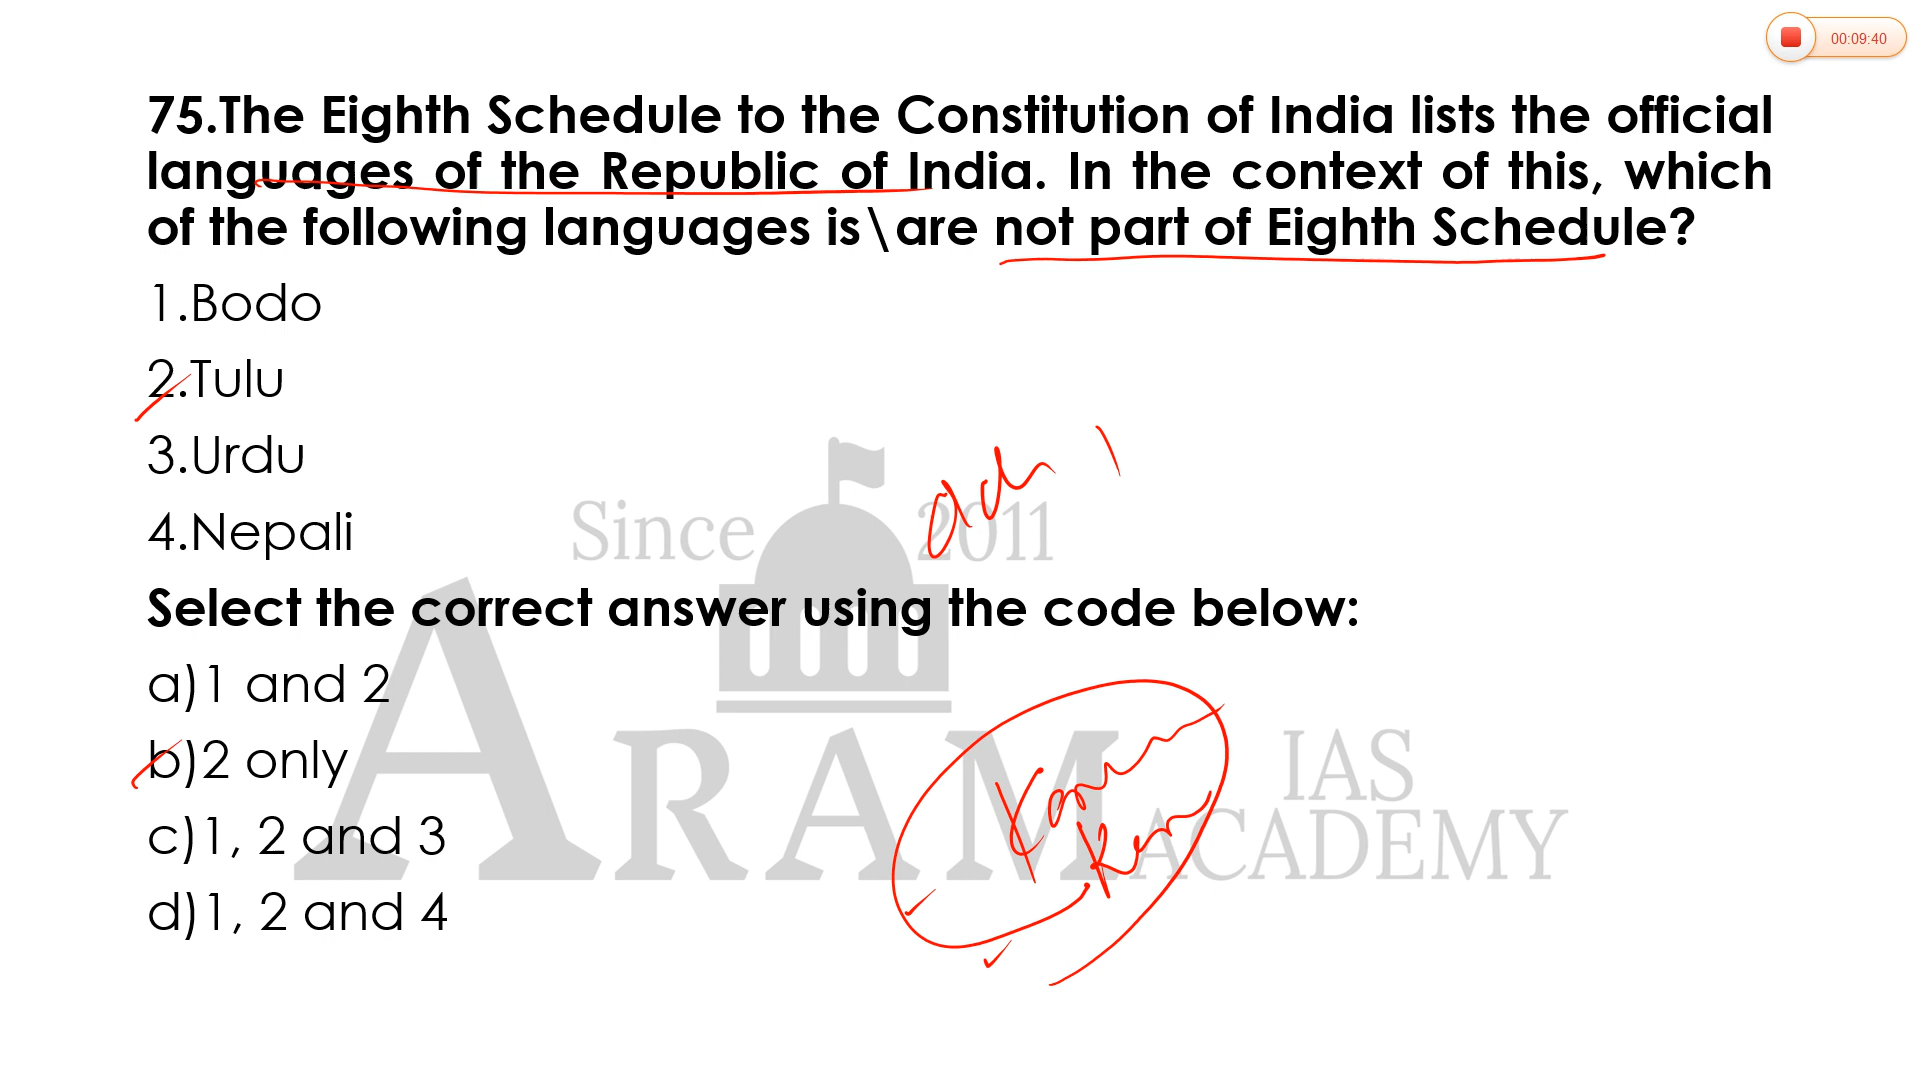 00:09:40
75.The Eighth Schedule to the Constitution of India lists the official
languages of the Republic of India. In the context of this, which
of the following languages is\are not part of Eighth Schedule?
1.Bodo
2.Tulu
3.Urdu
4.Nepali
Since 2011
Select the correct answer using the code below:
a)1 and 2
b)2 only
c)1, 2 and 3
d)1, 2 and 4
ARAM IAS
ACADEMY